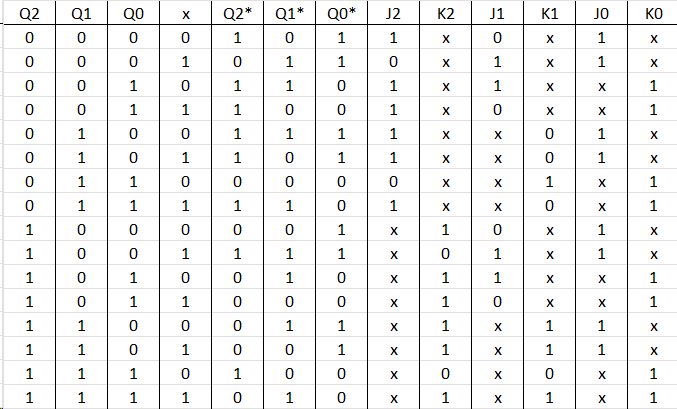 Q2 Q1 Q0 x Q2* Q1* Q0* J2 K2 J1 K1 J0 K0
0 0 0 0 1 0 1 1 x 0 x 1 x
0 0 0 1 0 1 1 0 x 1 x 1 x
0 0 1 0 1 1 0 1 x 1 x x 1
0 0 1 1 1 0 0 1 x 0 x x 1
0 1 0 0 1 1 1 1 x x 0 1 x
0 1 0 1 1 0 1 1 x x 0 1 x
0 1 1 0 0 0 0 0 x x 1 x 1
0 1 1 1 1 1 0 1 x x 0 x 1
1 0 0 0 0 0 1 x 1 0 x 1 x
1 0 0 1 1 1 1 x 0 1 x 1 x
1 0 1 0 0 1 0 x 1 1 x x 1
1 0 1 1 0 0 0 x 1 0 x x 1
1 1 0 0 0 1 1 x 1 x 1 1 x
1 1 0 1 0 0 1 x 1 x 1 1 x
1 1 1 0 1 0 0 x 0 x 0 x 1
1 1 1 1 0 1 0 x 1 x 1 x 1